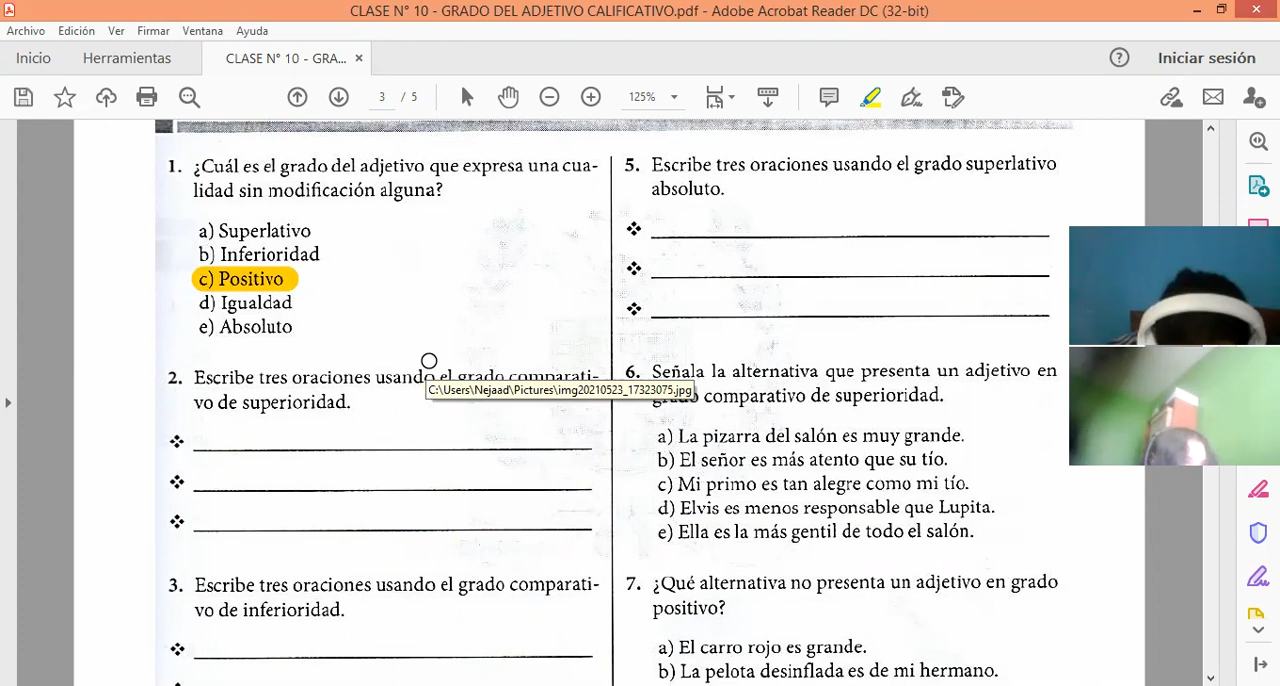 CLASE N° 10 - GRADO DEL ADJETIVO CALIFICATIVO.pdf - Adobe Acrobat Reader DC (32-bit)
Archivo Edición Ver Firmar Ventana Ayuda
Inicio Herramientas CLASE N° 10 - GRA... × Iniciar sesión
3 / 5 125%
1. ¿Cuál es el grado del adjetivo que expresa una cua-
lidad sin modificación alguna?
a) Superlativo
b) Inferioridad
c) Positivo
d) Igualdad
e) Absoluto
2. Escribe tres oraciones usando el grado comparati-
vo de superioridad.
C:\Users\Nejaad\Pictures\img20210523_17323075.jpg
3. Escribe tres oraciones usando el grado comparati-
vo de inferioridad.
5. Escribe tres oraciones usando el grado superlativo
absoluto.
6. Señala la alternativa que presenta un adjetivo en
grado comparativo de superioridad.
a) La pizarra del salón es muy grande.
b) El señor es más atento que su tío.
c) Mi primo es tan alegre como mi tío.
d) Elvis es menos responsable que Lupita.
e) Ella es la más gentil de todo el salón.
7. ¿Qué alternativa no presenta un adjetivo en grado
positivo?
a) El carro rojo es grande.
b) La pelota desinflada es de mi hermano.